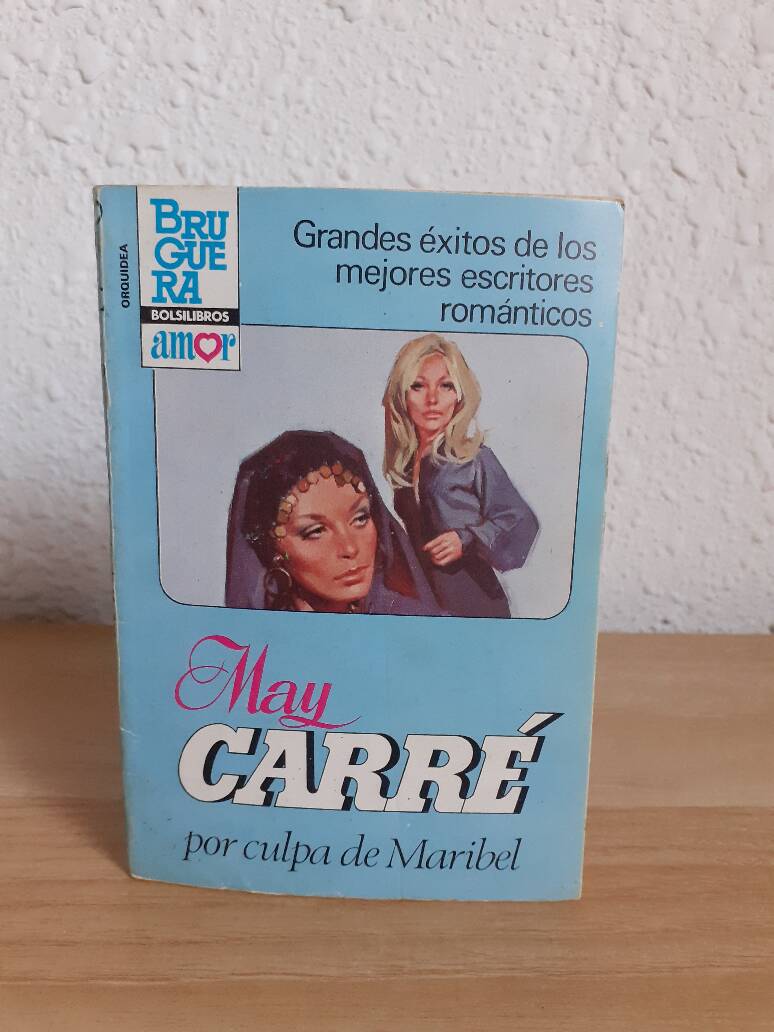 ORQUIDEA
BRU
GUE
RA
BOLSILIBROS
amor
Grandes éxitos de los
mejores escritores
románticos
May
CARRÉ
por culpa de Maribel